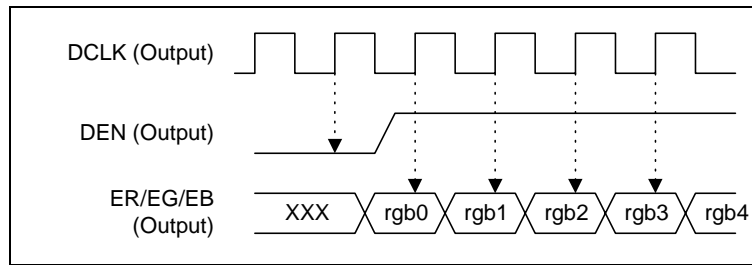 DCLK (Output)
DEN (Output)
ER/EG/EB
(Output)
XXX rgb0 rgb1 rgb2 rgb3 rgb4